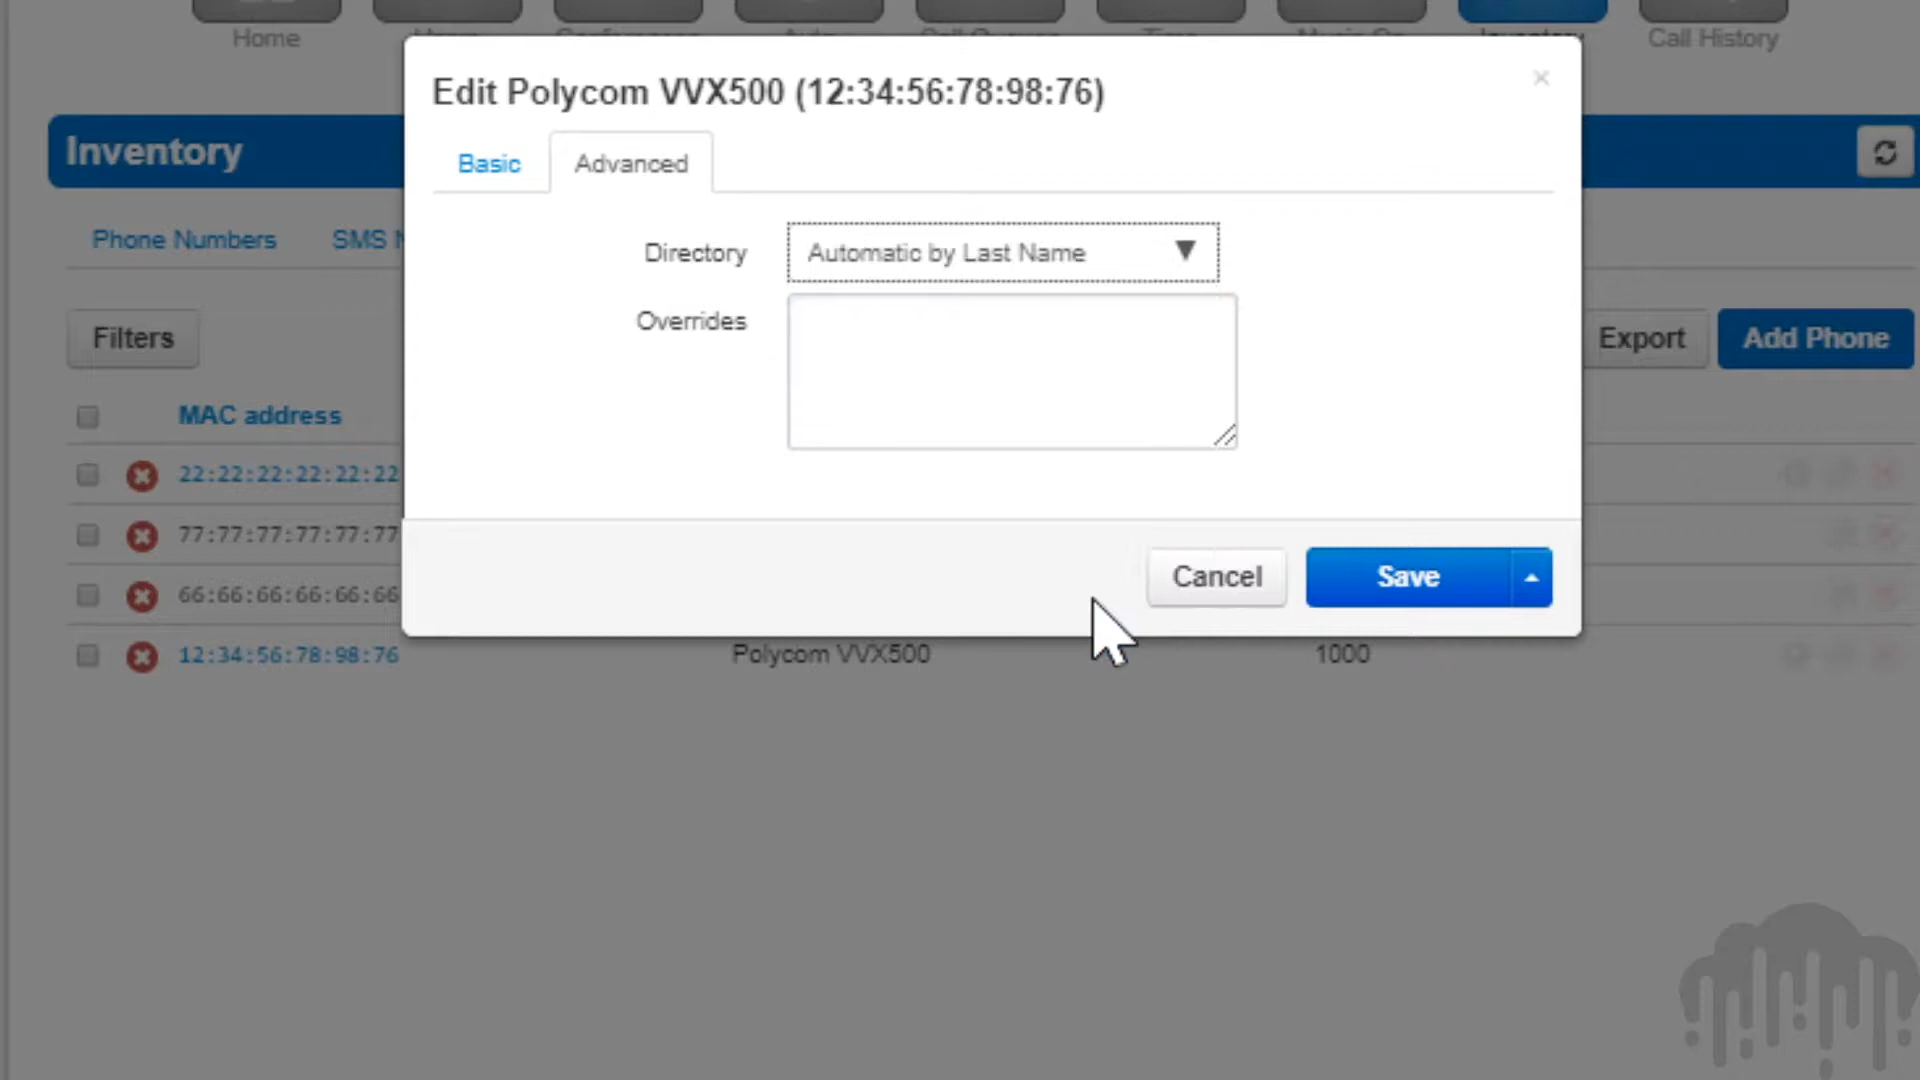 Home
Call History
Edit Polycom VVX500 (12:34:56:78:98:76)
×
Inventory
Basic
Advanced
Phone Numbers
SMS N
Directory
Automatic by Last Name
Overrides
Filters
Export
Add Phone
MAC address
22:22:22:22:22:22
77:77:77:77:77:77
66:66:66:66:66:66
Cancel
Save
12:34:56:78:98:76
Polycom VVX500
1000